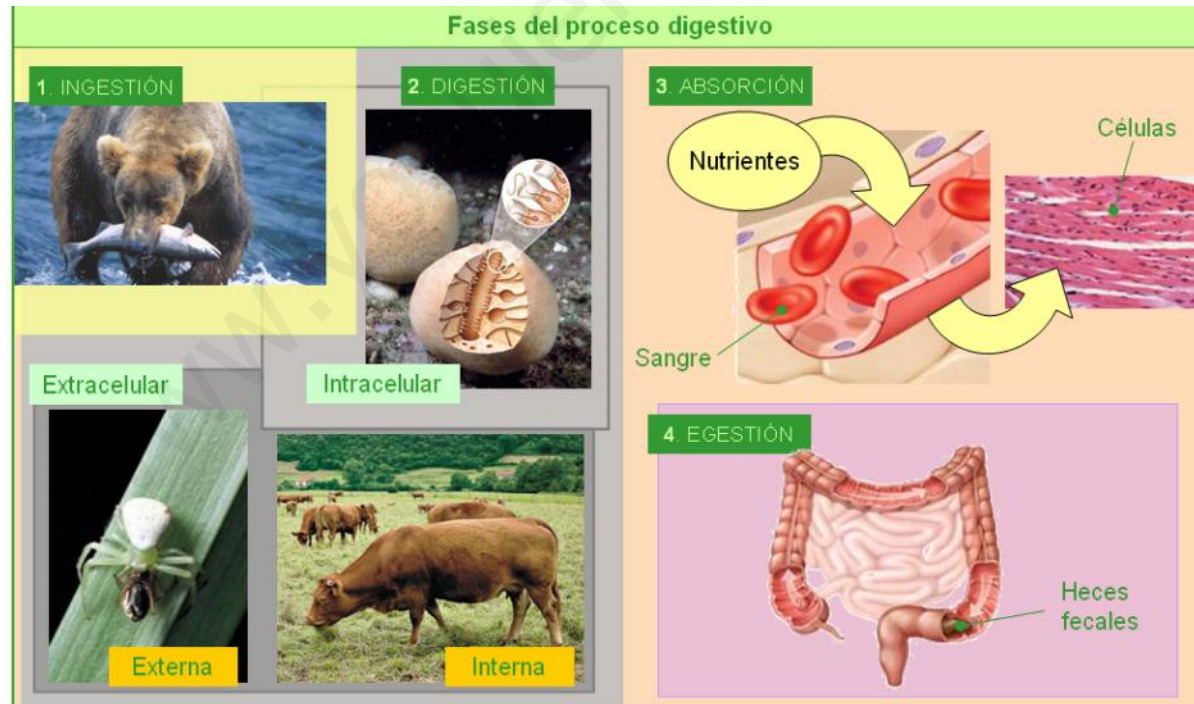 Fases del proceso digestivo
1. INGESTIÓN
2. DIGESTIÓN
Intracelular
Extracelular
Externa
Interna
3. ABSORCIÓN
Nutrientes
Células
Sangre
4. EGESTIÓN
Heces
fecales